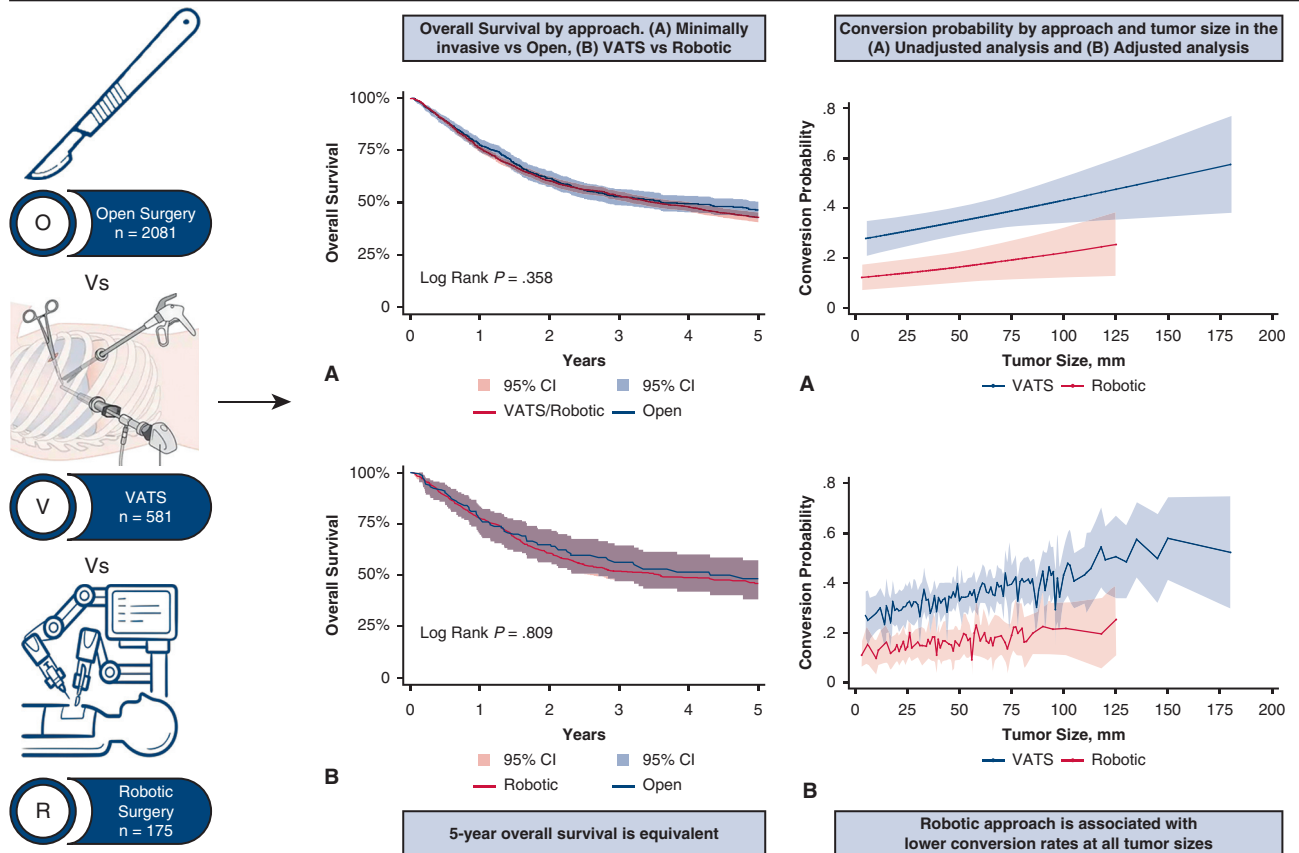 O
Open Surgery
n = 2081
Vs
V
VATS
n = 581
Vs
R
Robotic
Surgery
n = 175
Overall Survival by approach. (A) Minimally
invasive vs Open, (B) VATS vs Robotic
100%
75%
50%
25%
0
Overall Survival
Log Rank P = .358
0 1 2 3 4 5
Years
A
95% CI 95% CI
VATS/Robotic Open
100%
75%
50%
25%
0
Overall Survival
Log Rank P = .809
0 1 2 3 4 5
Years
95% CI 95% CI
B
Robotic Open
5-year overall survival is equivalent
Conversion probability by approach and tumor size in the
(A) Unadjusted analysis and (B) Adjusted analysis
.8
.6
.4
.2
0
Conversion Probability
0 25 50 75 100 125 150 175 200
Tumor Size, mm
A
VATS Robotic
.8
.6
.4
.2
0
Conversion Probability
0 25 50 75 100 125 150 175 200
Tumor Size, mm
VATS Robotic
B
Robotic approach is associated with
lower conversion rates at all tumor sizes